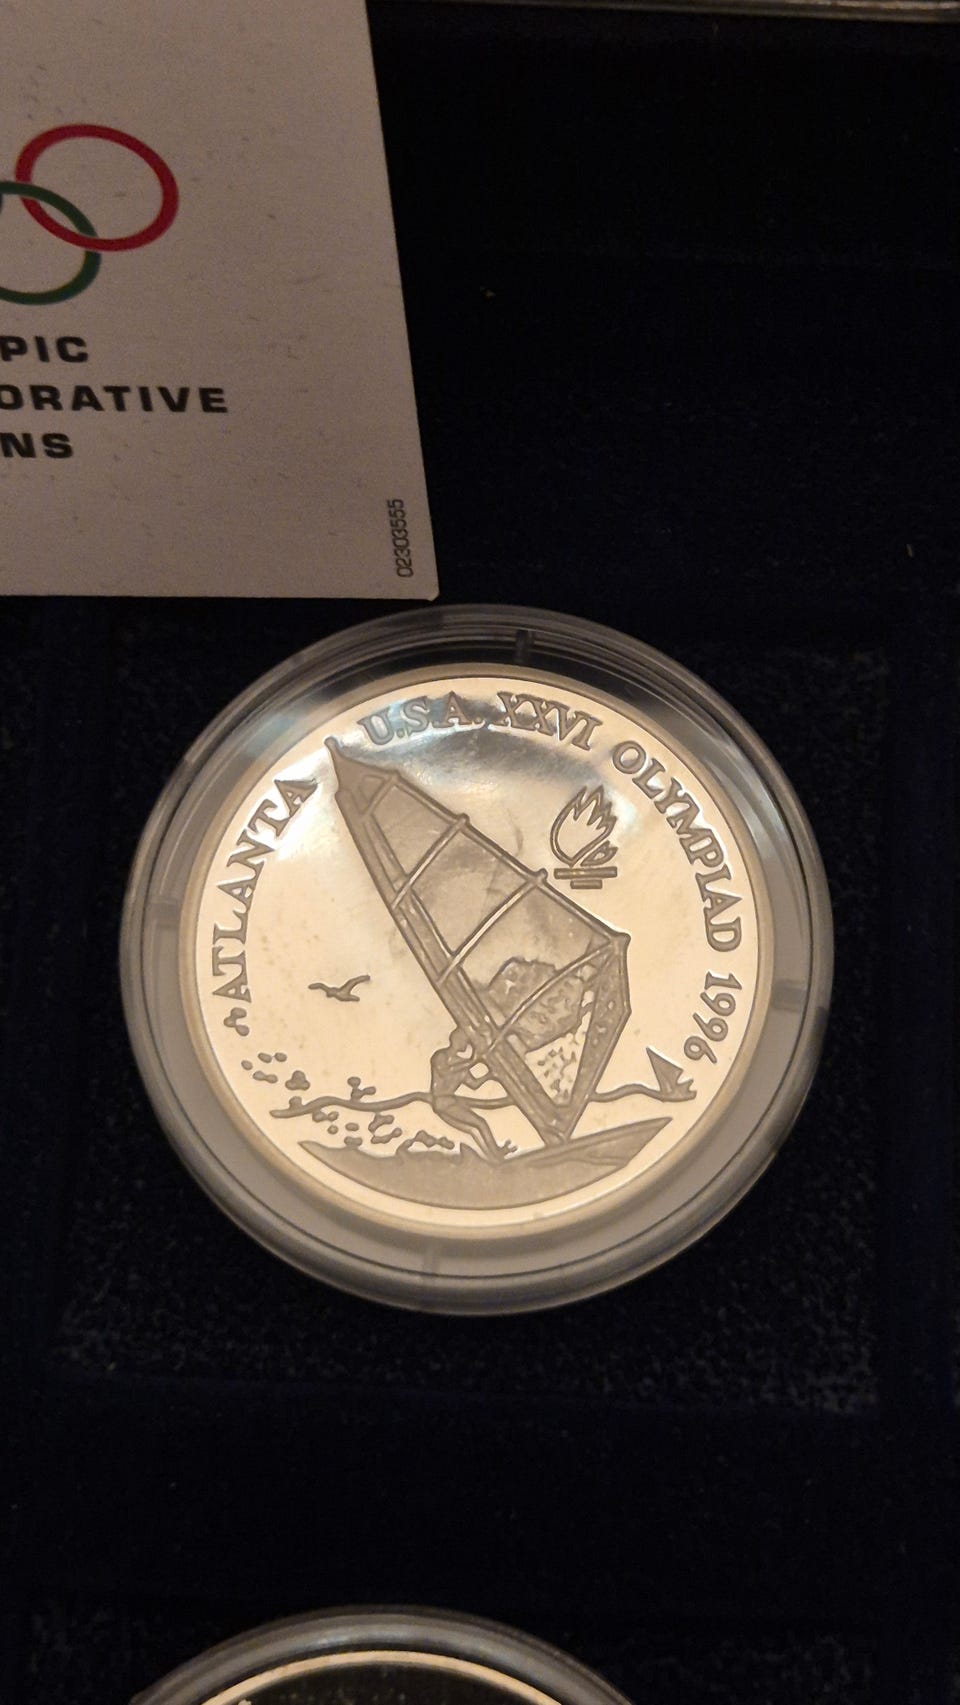 PIC
ORATIVE
NS
02303555
ATLANTA U.S.A. XXVI OLYMPIAD 1996